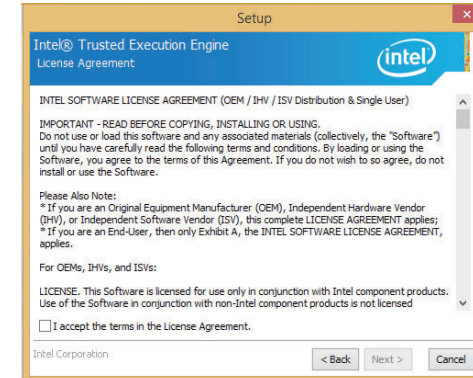 Setup
Intel® Trusted Execution Engine
License Agreement
intel
INTEL SOFTWARE LICENSE AGREEMENT (OEM / IHV / ISV Distribution & Single User)
IMPORTANT - READ BEFORE COPYING, INSTALLING OR USING.
Do not use or load this software and any associated materials (collectively, the "Software")
until you have carefully read the following terms and conditions. By loading or using the
Software, you agree to the terms of this Agreement. If you do not wish to so agree, do not
install or use the Software.
Please Also Note:
* If you are an Original Equipment Manufacturer (OEM), Independent Hardware Vendor
(IHV), or Independent Software Vendor (ISV), this complete LICENSE AGREEMENT applies;
* If you are an End-User, then only Exhibit A, the INTEL SOFTWARE LICENSE AGREEMENT,
applies.
For OEMs, IHVs, and ISVs:
LICENSE. This Software is licensed for use only in conjunction with Intel component products.
Use of the Software in conjunction with non-Intel component products is not licensed
I accept the terms in the License Agreement.
Intel Corporation
< Back
Next >
Cancel